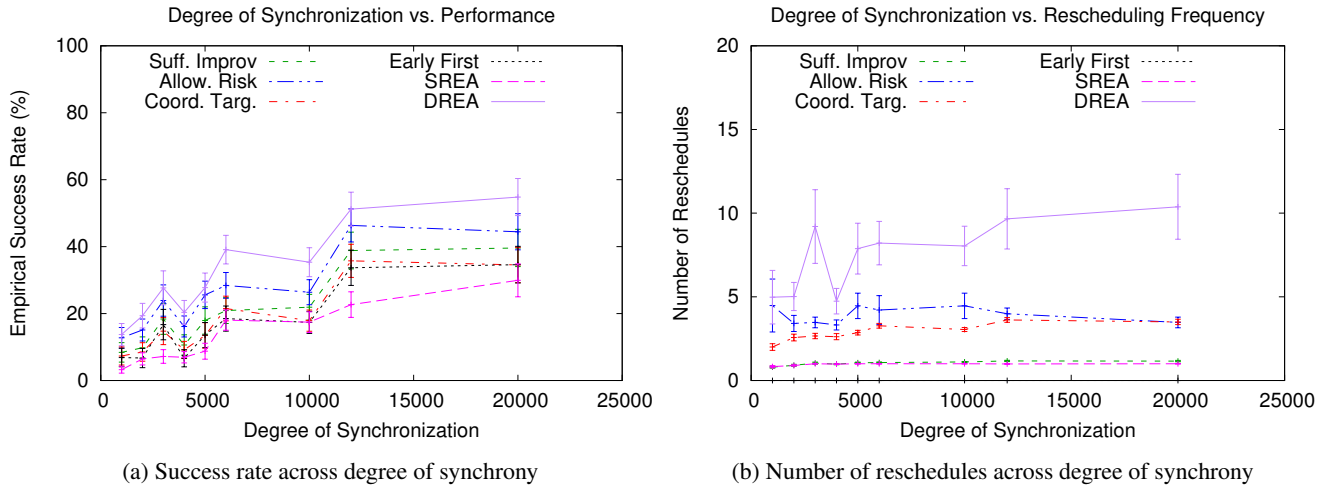 Degree of Synchronization vs. Performance
100
80
60
40
20
0
Empirical Success Rate (%)
Suff. Improv
Allow. Risk
Coord. Targ.
Early First
SREA
DREA
0 5000 10000 15000 20000 25000
Degree of Synchronization
(a) Success rate across degree of synchrony
Degree of Synchronization vs. Rescheduling Frequency
20
15
10
5
0
Number of Reschedules
Suff. Improv
Allow. Risk
Coord. Targ.
Early First
SREA
DREA
0 5000 10000 15000 20000 25000
Degree of Synchronization
(b) Number of reschedules across degree of synchrony